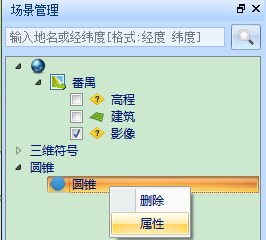 场景管理
输入地名或经纬度[格式:经度 纬度]
番禺
高程
建筑
影像
三维符号
圆锥
圆锥
删除
属性